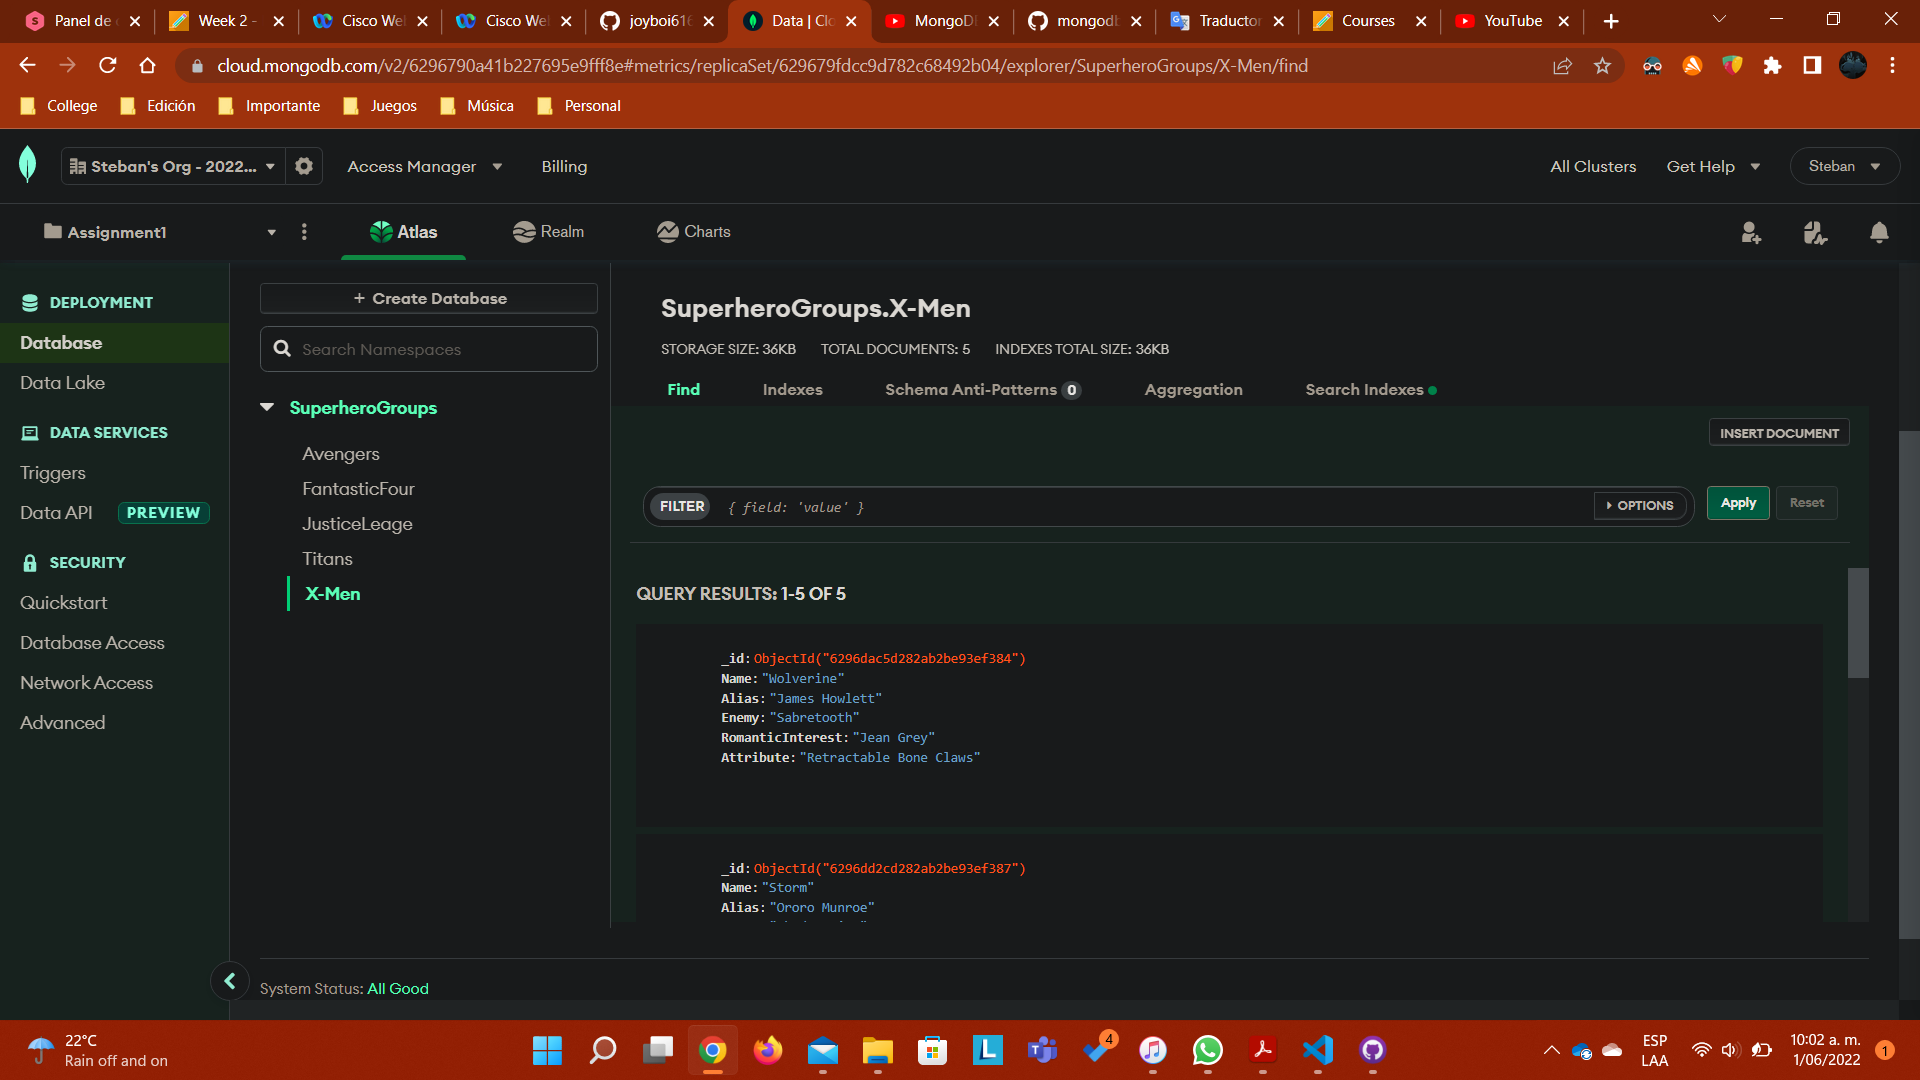 Panel de
Week 2 -
Cisco We
Cisco We
joyboi616
Data | Clo
MongoD
mongodb
Traductor
Courses
YouTube
cloud.mongodb.com/v2/6296790a41b227695e9fff8e#metrics/replicaSet/629679fdcc9d782c68492b04/explorer/SuperheroGroups/X-Men/find
College
Edición
Importante
Juegos
Música
Personal
Steban's Org - 2022...
Access Manager
Billing
All Clusters
Get Help
Steban
Assignment1
Atlas
Realm
Charts
DEPLOYMENT
Database
Data Lake
DATA SERVICES
Triggers
Data API PREVIEW
SECURITY
Quickstart
Database Access
Network Access
Advanced
+ Create Database
Search Namespaces
SuperheroGroups
Avengers
FantasticFour
JusticeLeage
Titans
X-Men
SuperheroGroups.X-Men
STORAGE SIZE: 36KB TOTAL DOCUMENTS: 5 INDEXES TOTAL SIZE: 36KB
Find Indexes Schema Anti-Patterns 0 Aggregation Search Indexes
INSERT DOCUMENT
FILTER { field: 'value' } OPTIONS Apply Reset
QUERY RESULTS: 1-5 OF 5
_id: ObjectId("6296dac5d282ab2be93ef384")
Name: "Wolverine"
Alias: "James Howlett"
Enemy: "Sabretooth"
RomanticInterest: "Jean Grey"
Attribute: "Retractable Bone Claws"
_id: ObjectId("6296dd2cd282ab2be93ef387")
Name: "Storm"
Alias: "Ororo Munroe"
System Status: All Good
22°C
Rain off and on
4
ESP
LAA
10:02 a. m.
1/06/2022
1